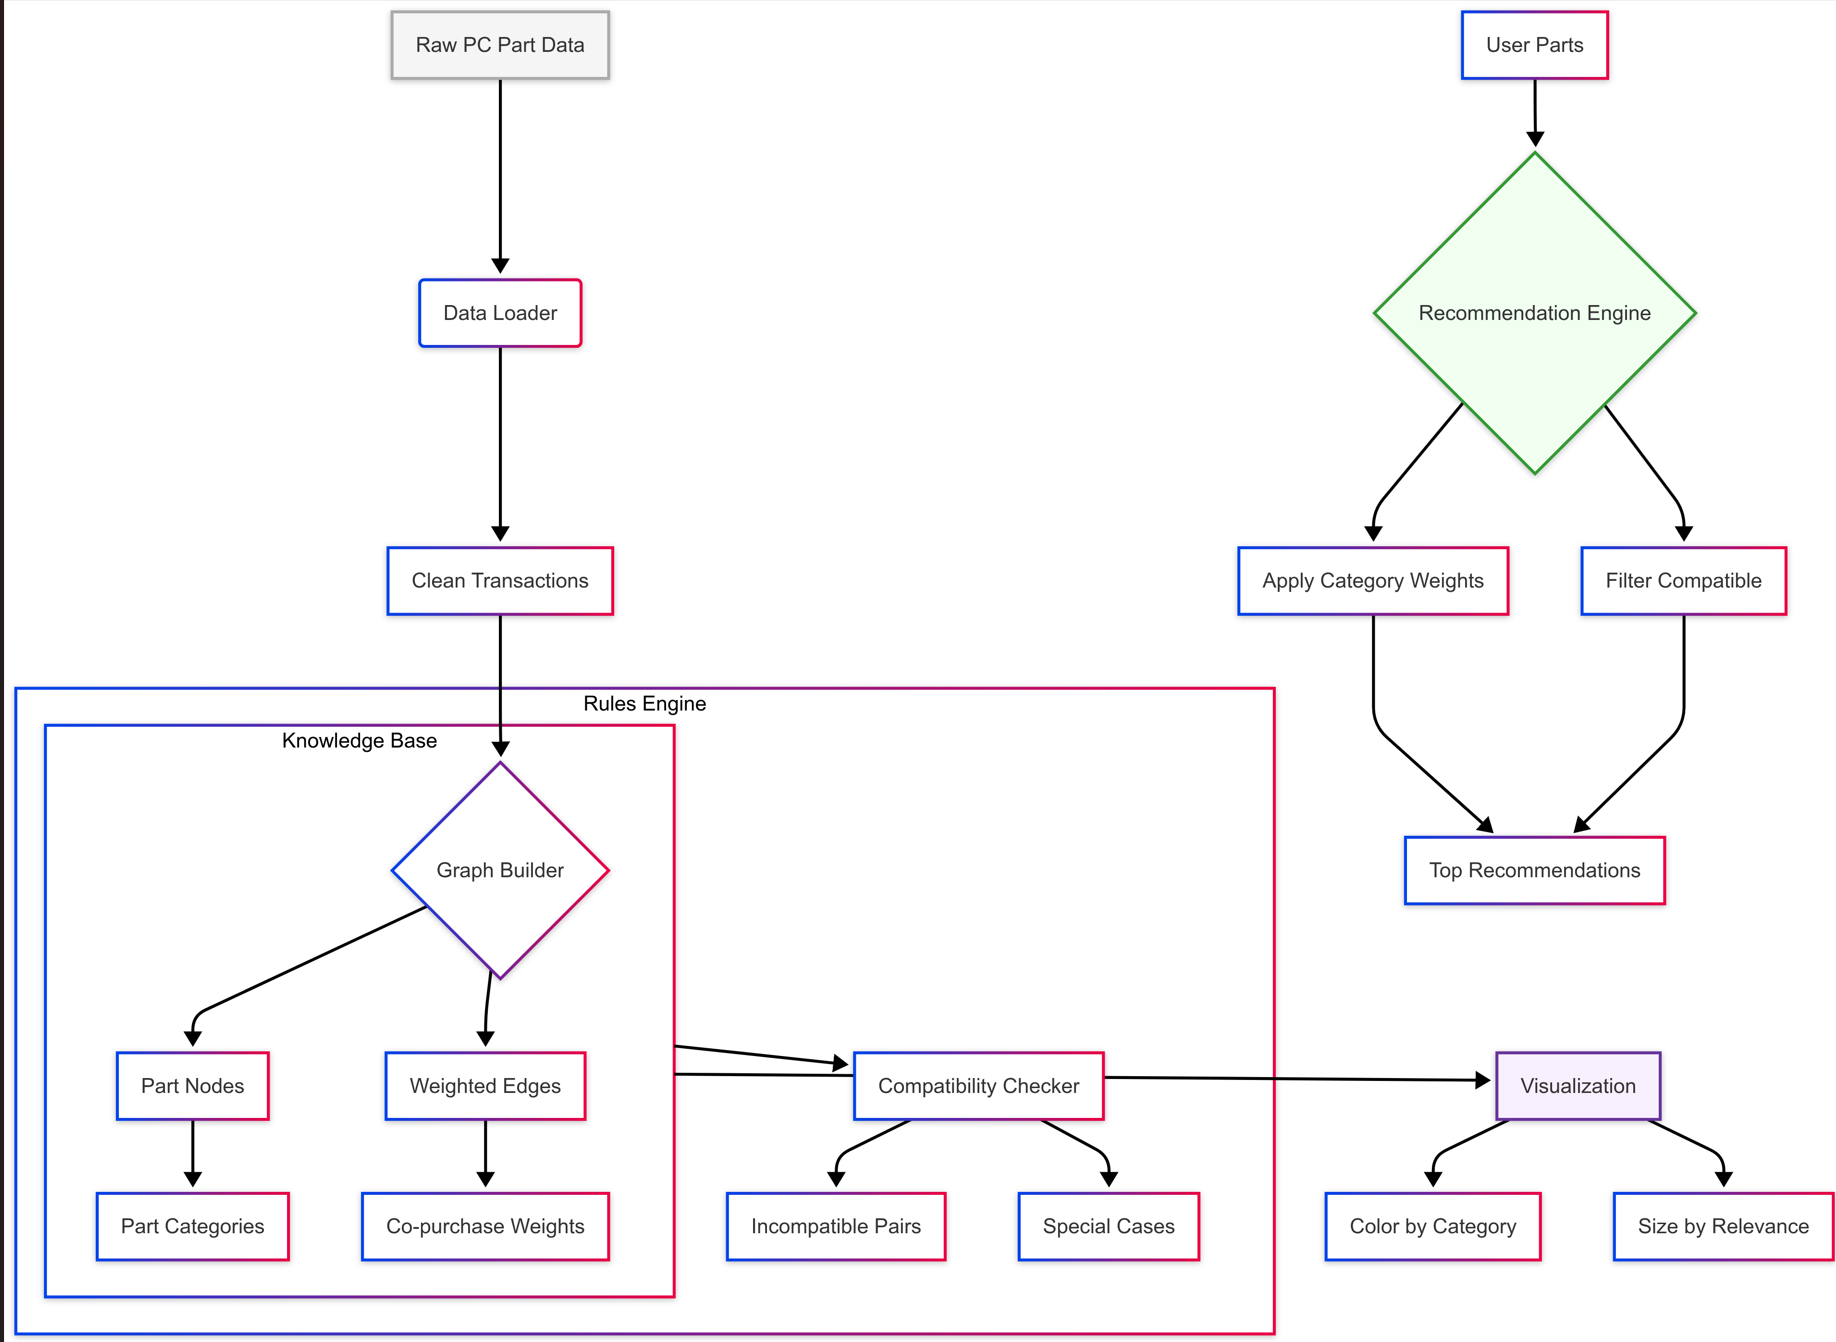 Raw PC Part Data
User Parts
Data Loader
Recommendation Engine
Clean Transactions
Apply Category Weights
Filter Compatible
Rules Engine
Knowledge Base
Graph Builder
Top Recommendations
Part Nodes
Weighted Edges
Compatibility Checker
Visualization
Part Categories
Co-purchase Weights
Incompatible Pairs
Special Cases
Color by Category
Size by Relevance